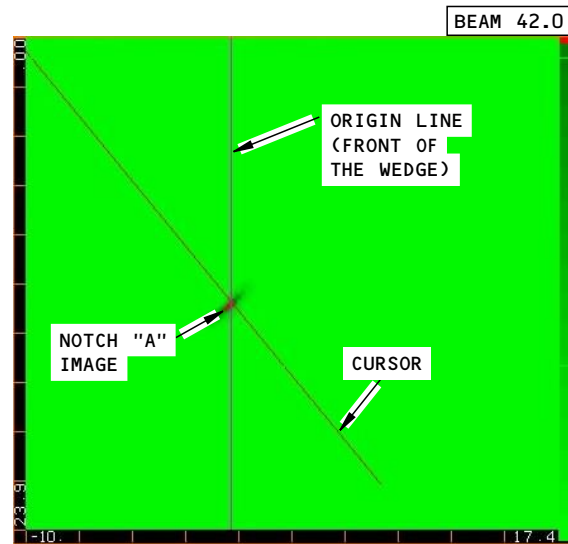 BEAM 42.0
.00
ORIGIN LINE
(FRONT OF
THE WEDGE)
NOTCH "A"
IMAGE
CURSOR
23.9
-10.
17.4